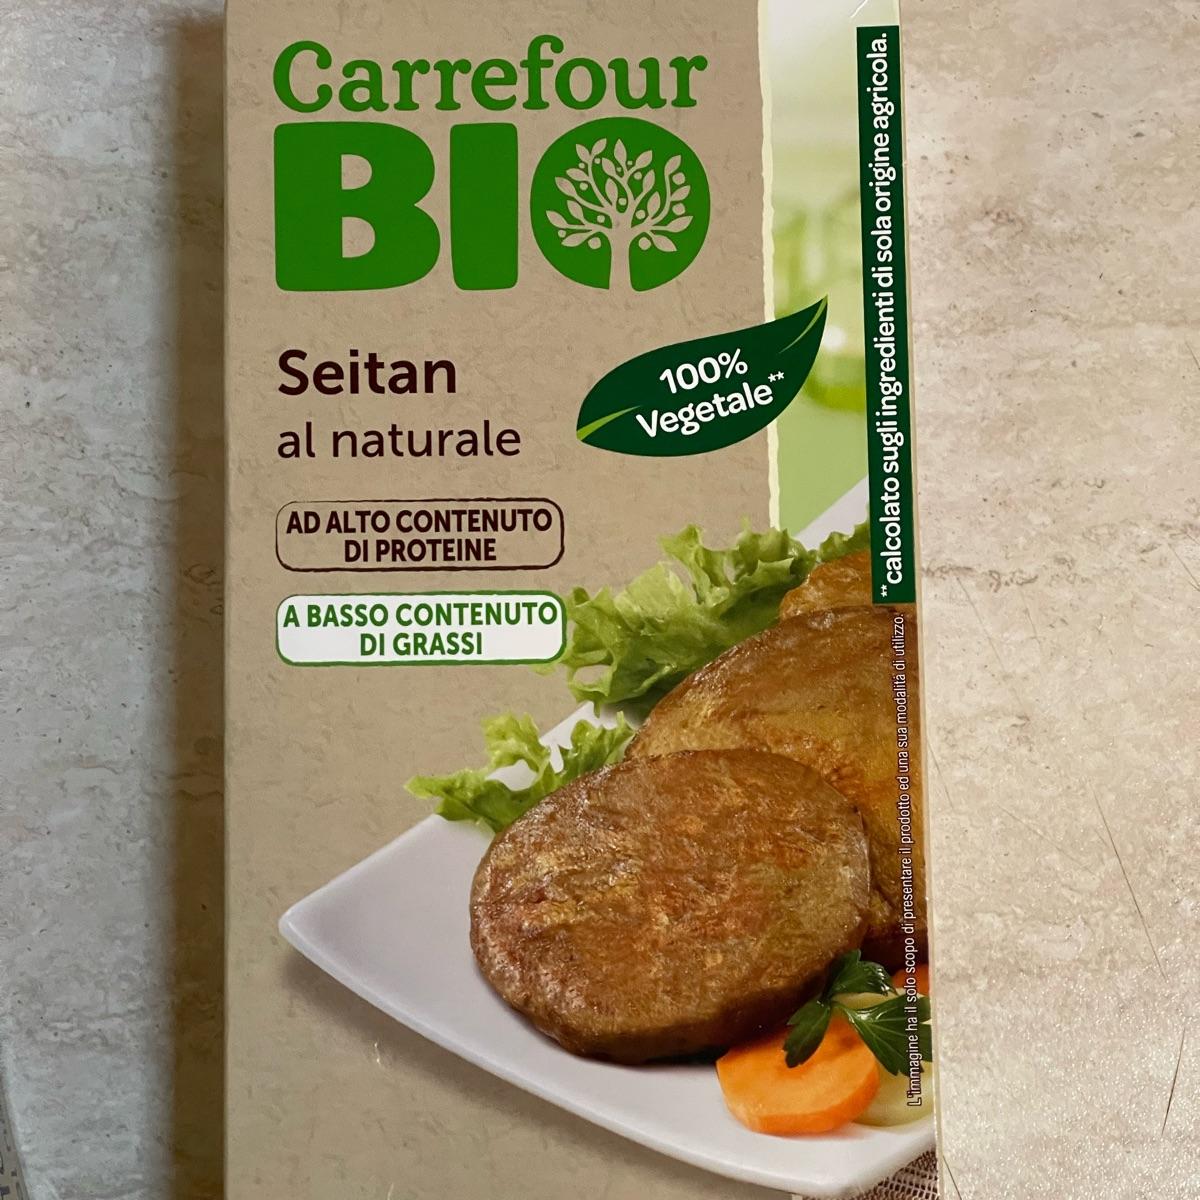 Carrefour
BIO
Seitan
al naturale
100%
Vegetale**
AD ALTO CONTENUTO
DI PROTEINE
A BASSO CONTENUTO
DI GRASSI
**calcolato sugli ingredienti di sola origine agricola.
L'immagine ha il solo scopo di presentare il prodotto ed una sua modalità di utilizzo.